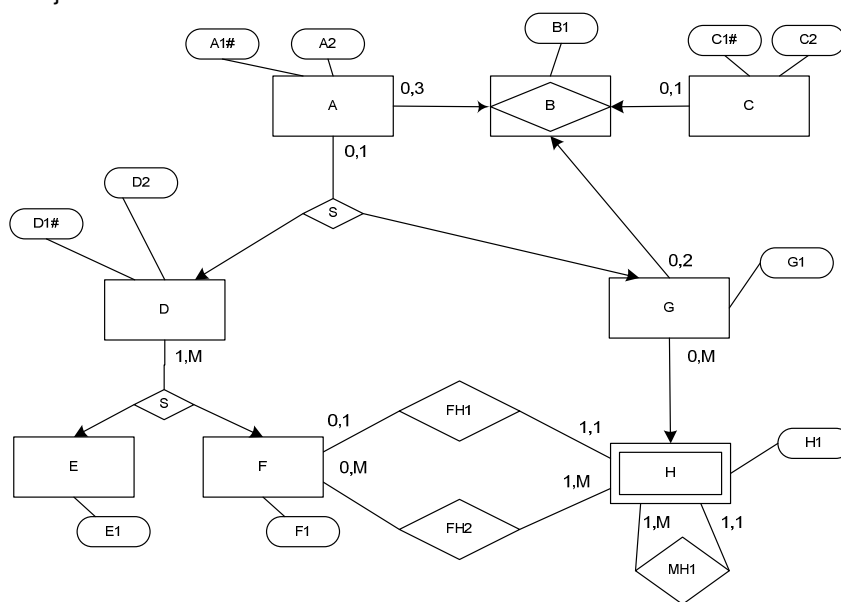 B1
A1#
A2
C1#
C2
A
0,3
B
0,1
C
0,1
D2
S
D1#
0,2
G1
D
G
1,M
0,M
S
0,1
FH1
1,1
E
F
0,M
1,M
H
H1
E1
F1
FH2
1,M
1,1
MH1